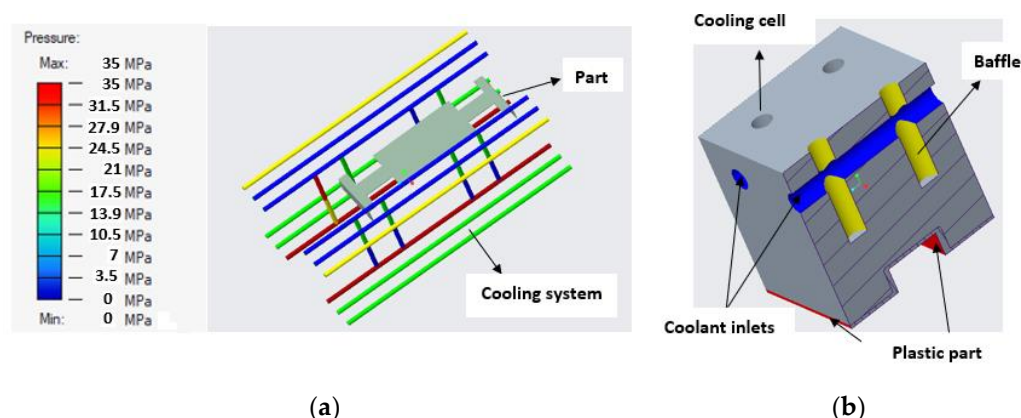 Pressure:
Max: 35 MPa
35 MPa
31.5 MPa
27.9 MPa
24.5 MPa
21 MPa
17.5 MPa
13.9 MPa
10.5 MPa
7 MPa
3.5 MPa
0 MPa
Min: 0 MPa
Part
Cooling system
(a)
Cooling cell
Baffle
Coolant inlets
Plastic part
(b)